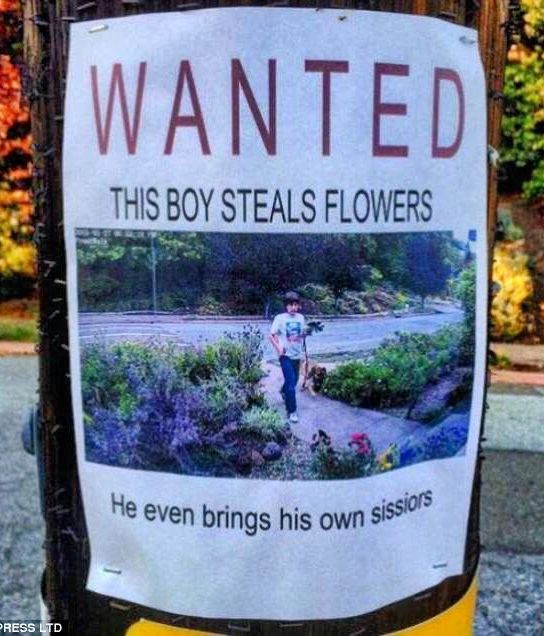 WANTED
THIS BOY STEALS FLOWERS
He even brings his own sissiors
PRESS LTD